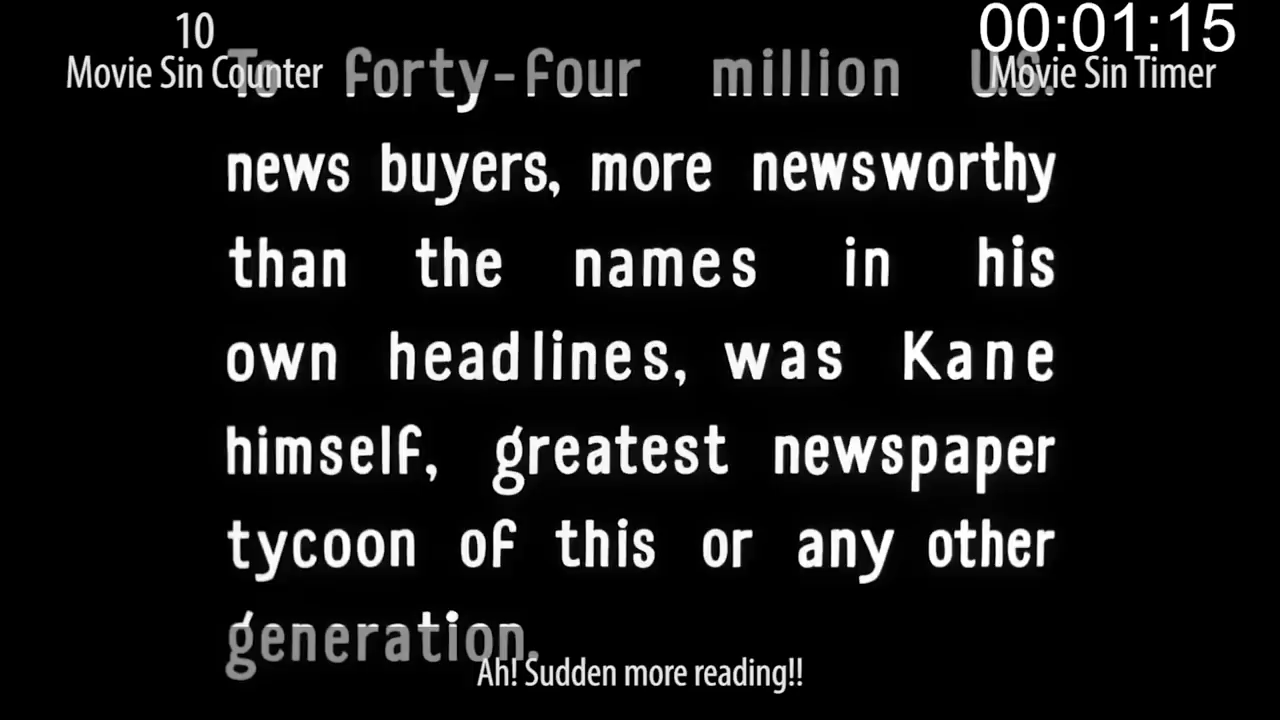 10
Movie Sin Counter
00:01:15
Movie Sin Timer
To forty-four million U.S.
news buyers, more newsworthy
than the names in his
own headlines, was Kane
himself, greatest newspaper
tycoon of this or any other
generation.
Ah! Sudden more reading!!